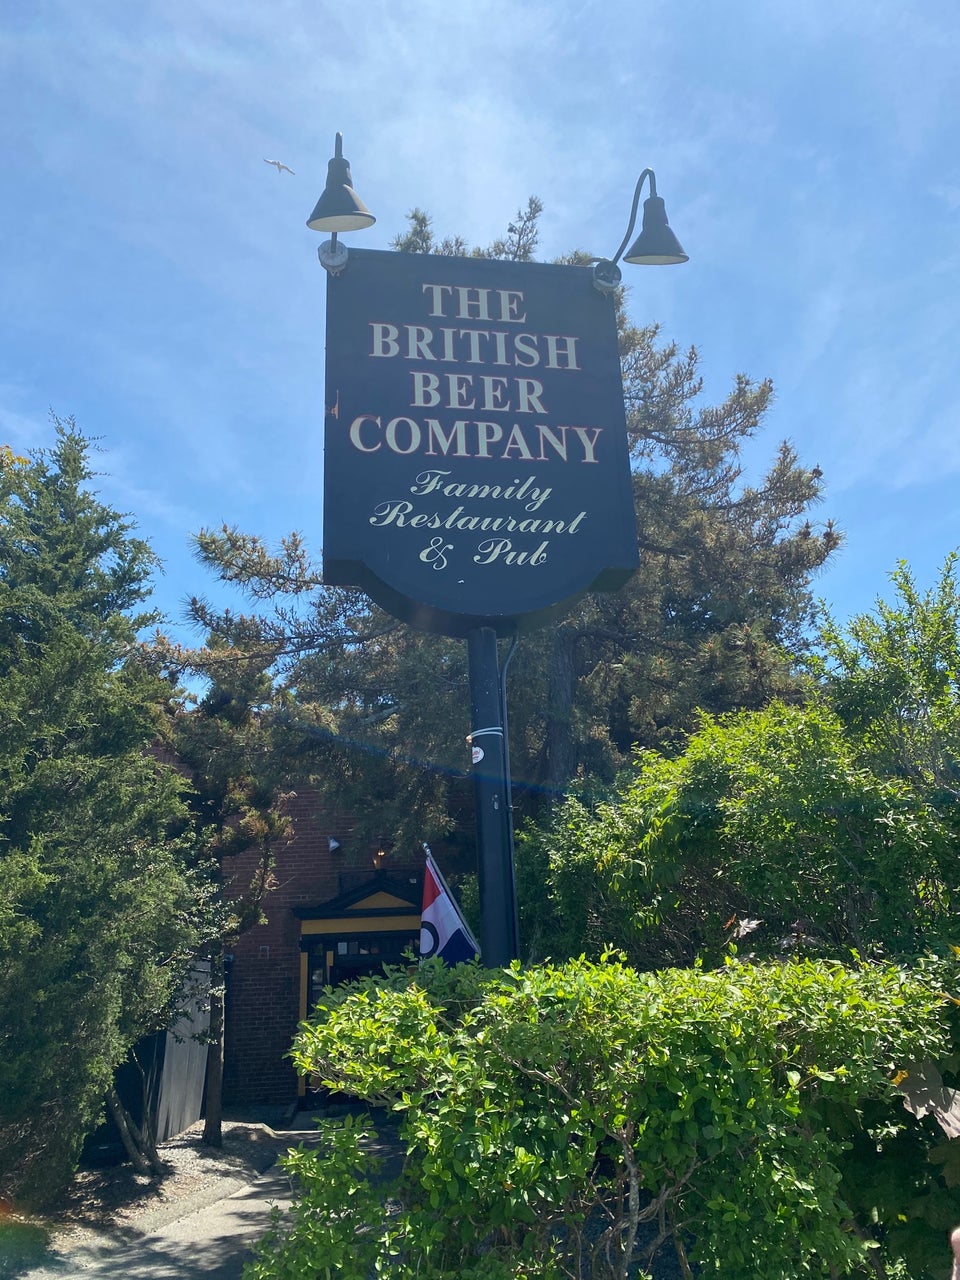 THE
BRITISH
BEER
COMPANY
Family
Restaurant
& Pub